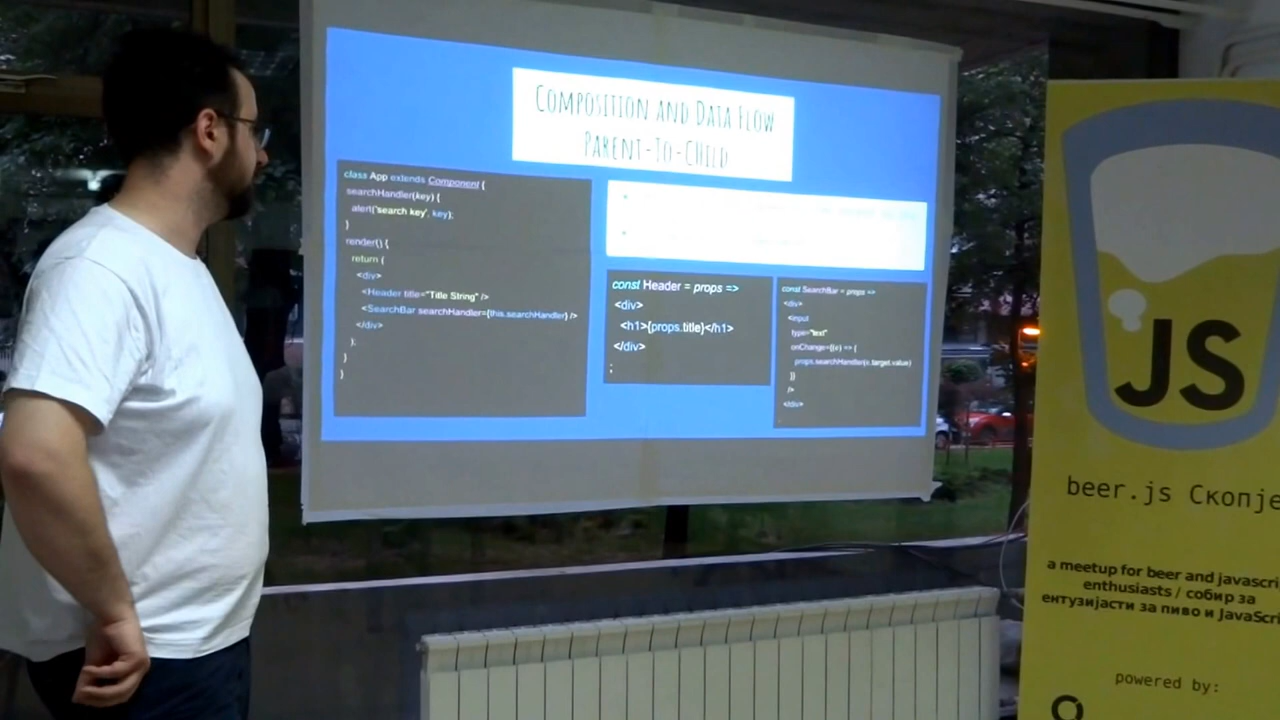 COMPOSITION AND DATA FLOW
PARENT-TO-CHILD
class App extends Component {
searchHandler(key) {
alert('search key', key);
}
render() {
return (
<div>
<Header title="Title String" />
<SearchBar searchHandler={this.searchHandler} />
</div>
);
}
}
const Header = props =>
<div>
<h1>{props.title}</h1>
</div>
;
const SearchBar = props =>
<div>
<input
type="text"
onChange={(e) => {
props.searchHandler(e.target.value)
}}
/>
</div>
JS
beer.js Скопје
a meetup for beer and javascri
enthusiasts / собир за
ентузијасти за пиво и JavaScri
powered by: